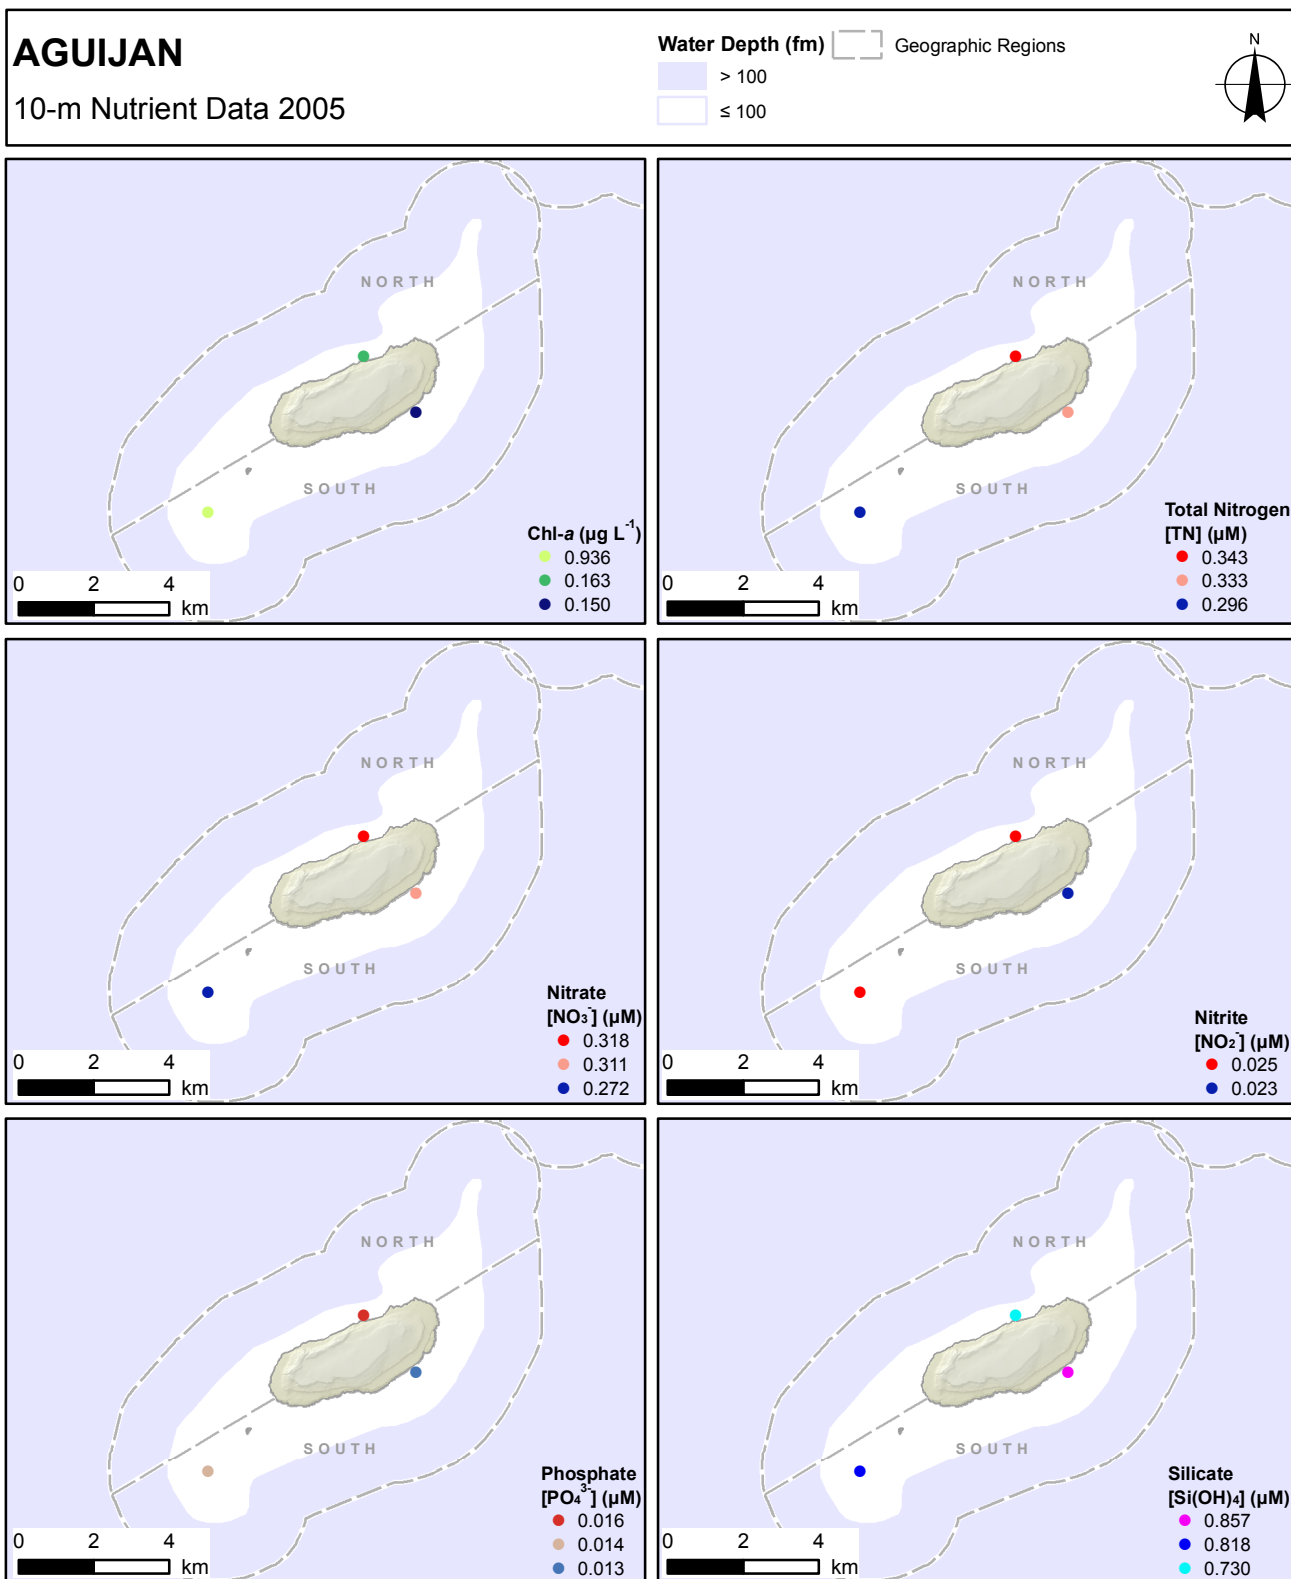 AGUIJAN
10-m Nutrient Data 2005
Water Depth (fm)
> 100
≤ 100
Geographic Regions
N
NORTH
SOUTH
Chl-a (µg L⁻¹)
0.936
0.163
0.150
0 2 4
km
NORTH
SOUTH
Total Nitrogen
[TN] (µM)
0.343
0.333
0.296
0 2 4
km
NORTH
SOUTH
Nitrate
[NO₃⁻] (µM)
0.318
0.311
0.272
0 2 4
km
NORTH
SOUTH
Nitrite
[NO₂⁻] (µM)
0.025
0.023
0 2 4
km
NORTH
SOUTH
Phosphate
[PO₄³⁻] (µM)
0.016
0.014
0.013
0 2 4
km
NORTH
SOUTH
Silicate
[Si(OH)₄] (µM)
0.857
0.818
0.730
0 2 4
km